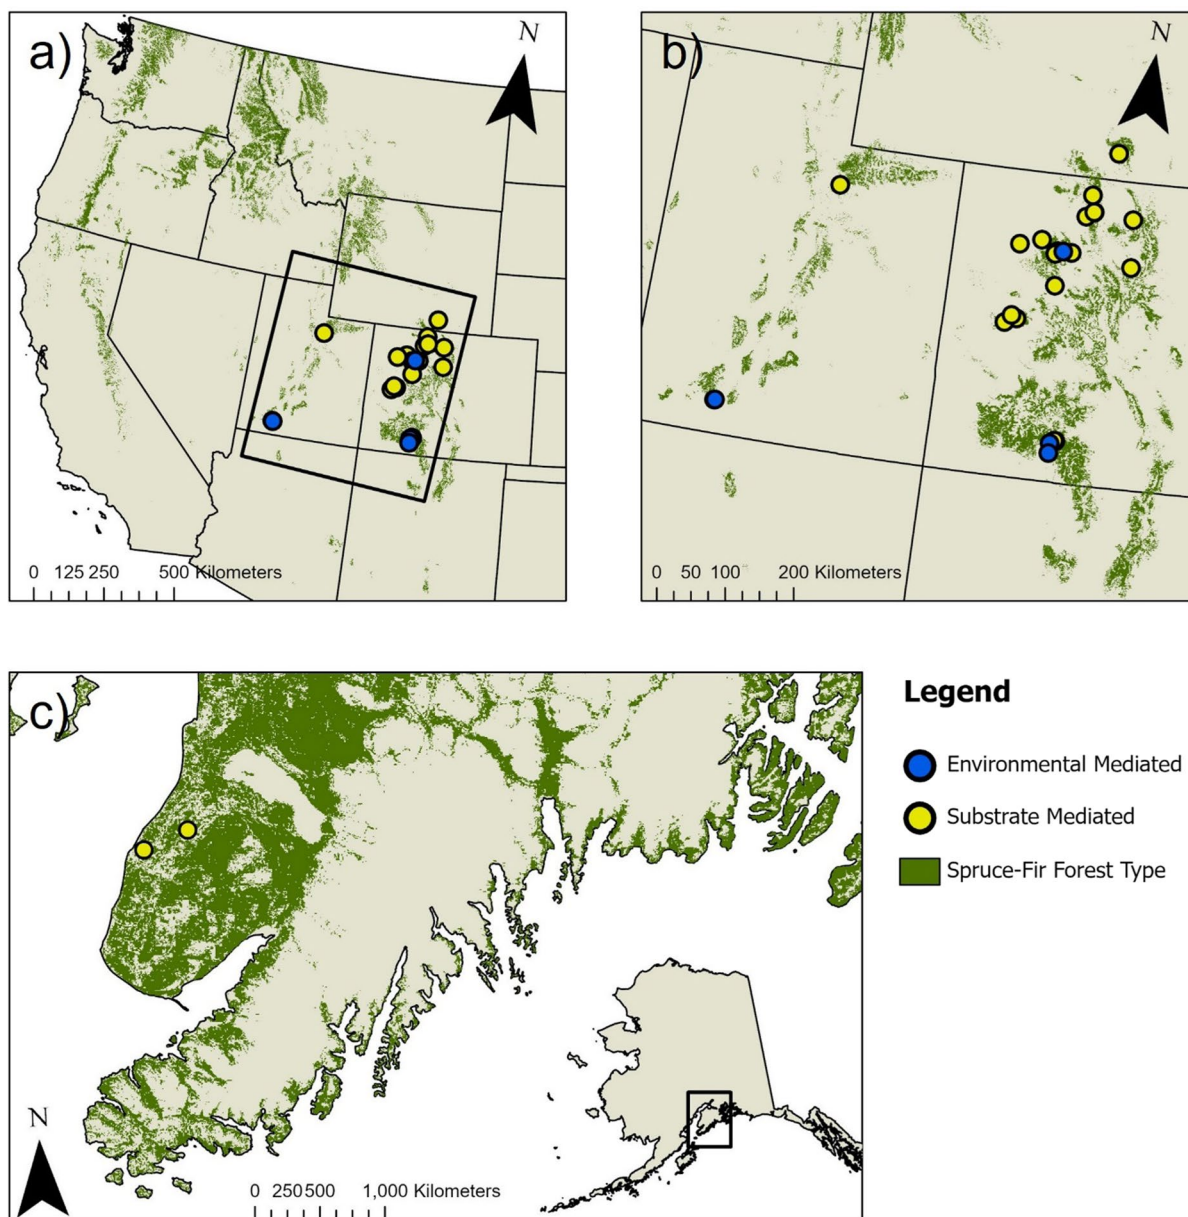 a)
N
0 125 250 500 Kilometers
b)
N
0 50 100 200 Kilometers
c)
N
0 250 500 1,000 Kilometers
Legend
Environmental Mediated
Substrate Mediated
Spruce-Fir Forest Type